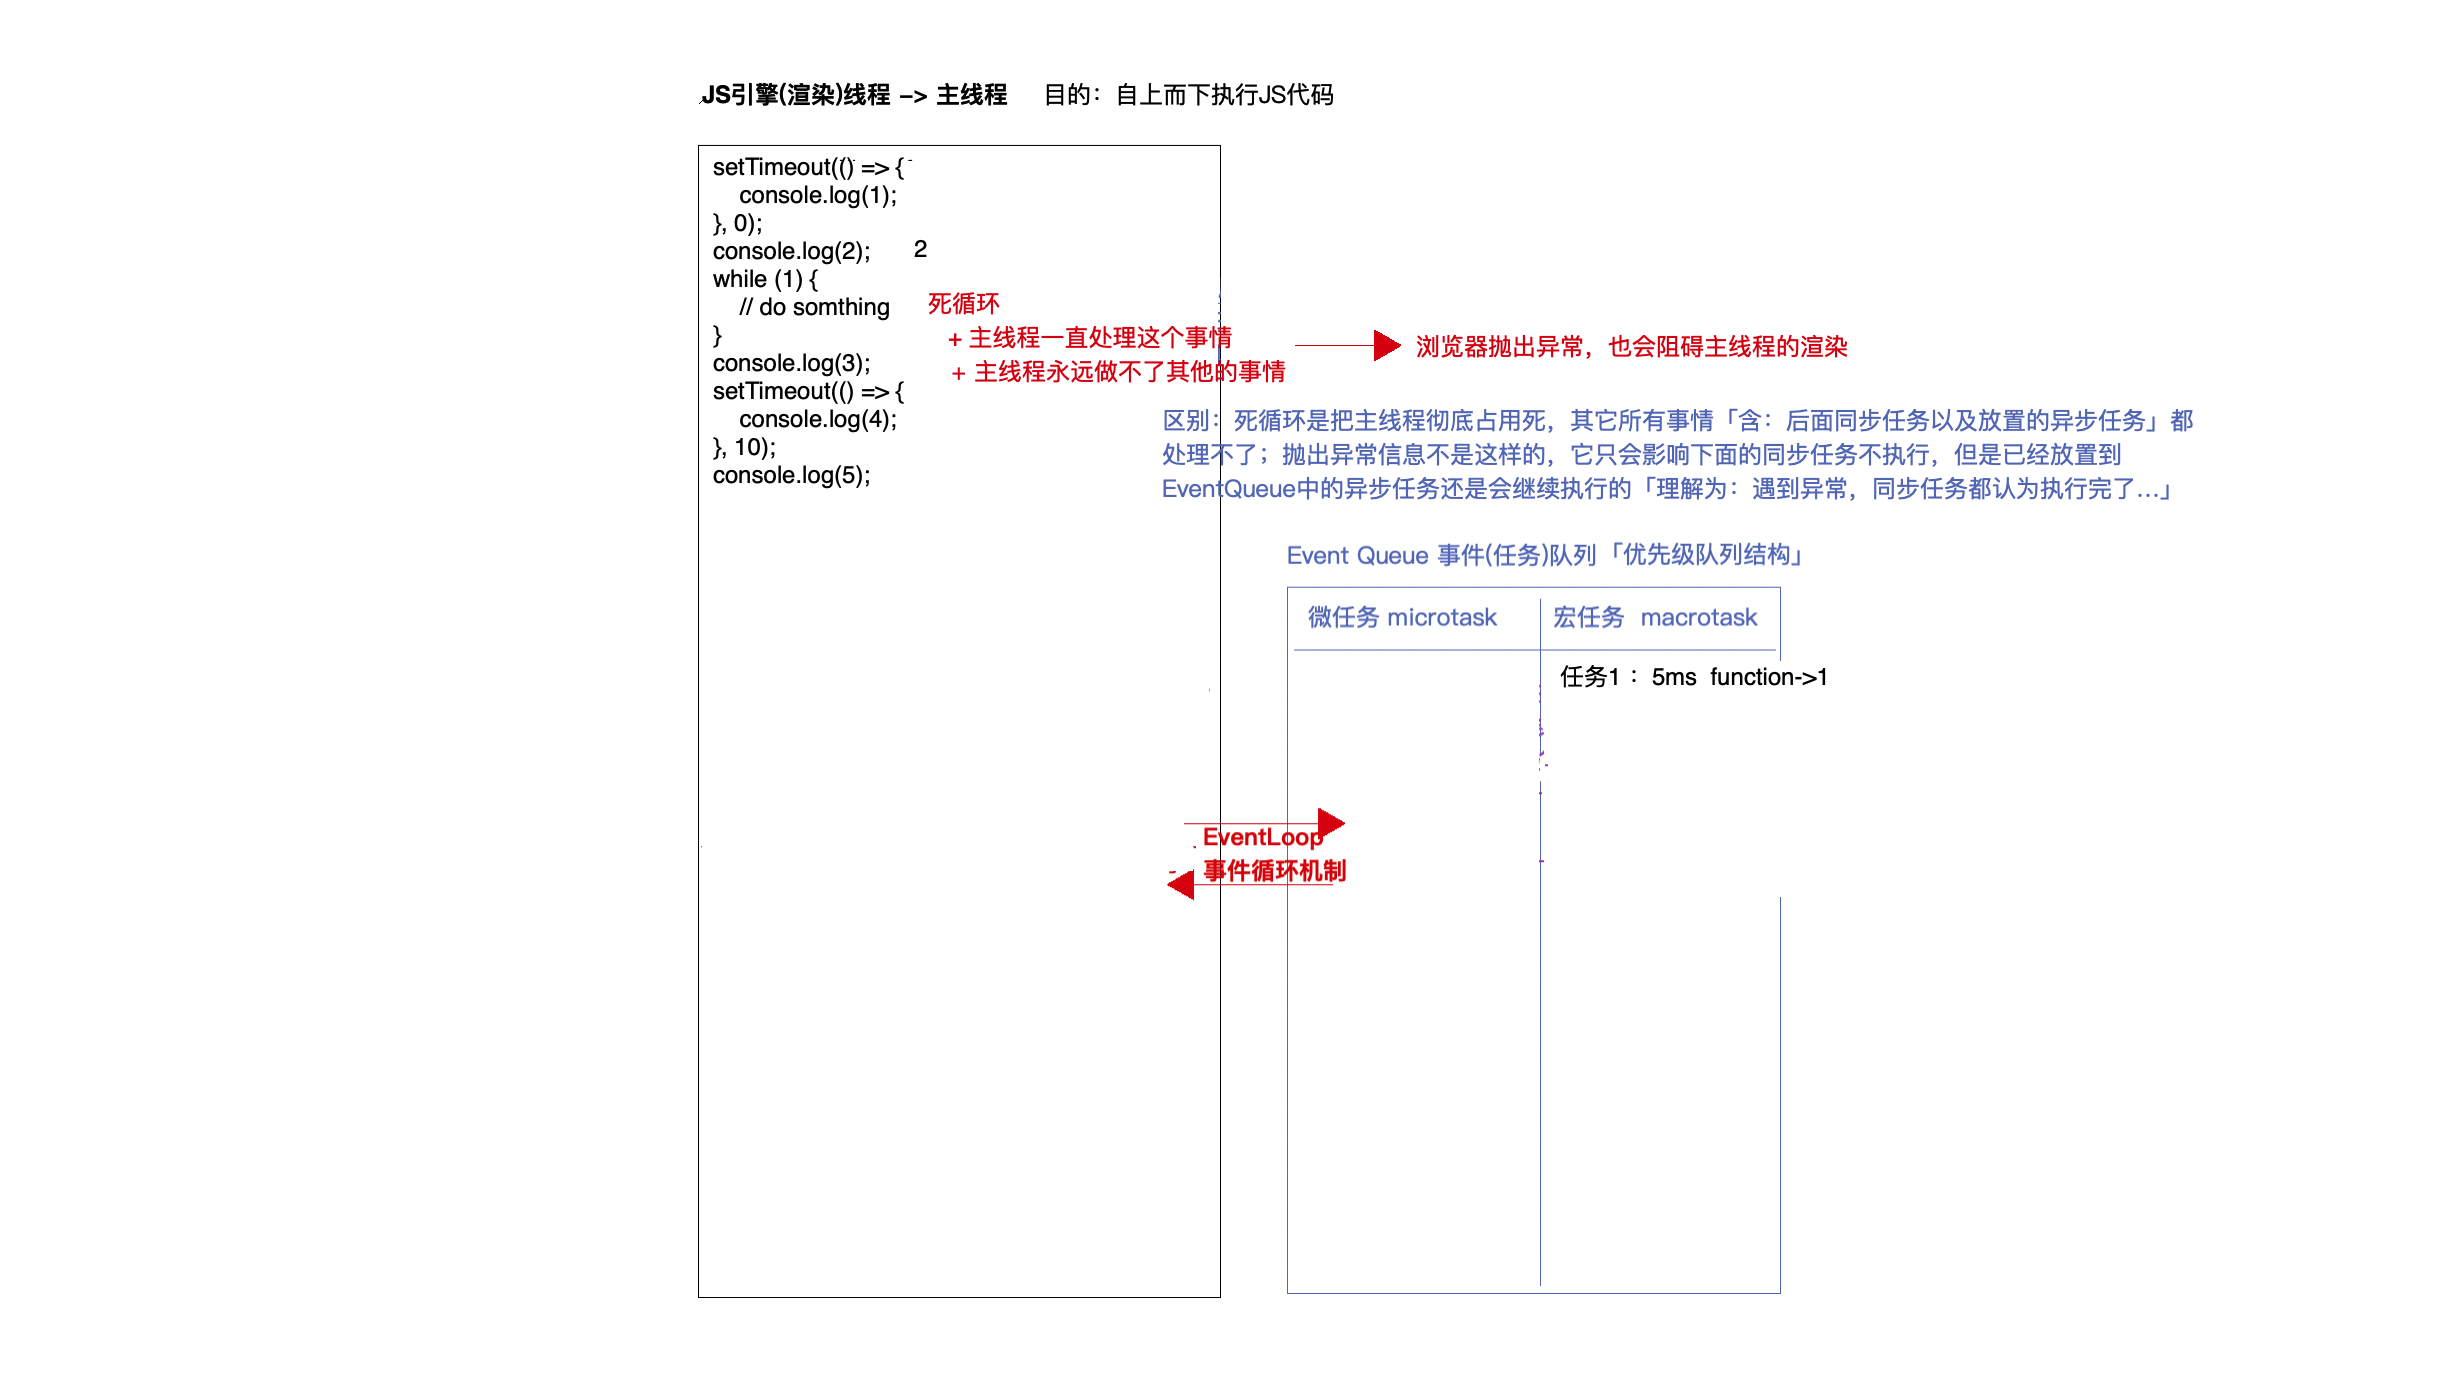 JS引擎(渲染)线程 –> 主线程 目的：自上而下执行JS代码
setTimeout(() => {
console.log(1);
}, 0);
console.log(2); 2
while (1) {
// do somthing
}
console.log(3);
setTimeout(() => {
console.log(4);
}, 10);
console.log(5);
死循环
+ 主线程一直处理这个事情
+ 主线程永远做不了其他的事情
浏览器抛出异常，也会阻碍主线程的渲染
区别：死循环是把主线程彻底占用死，其它所有事情「含：后面同步任务以及放置的异步任务」都
处理不了；抛出异常信息不是这样的，它只会影响下面的同步任务不执行，但是已经放置到
EventQueue中的异步任务还是会继续执行的「理解为：遇到异常，同步任务都认为执行完了...」
Event Queue 事件(任务)队列「优先级队列结构」
微任务 microtask 宏任务 macrotask
任务1： 5ms function->1
EventLoop
事件循环机制